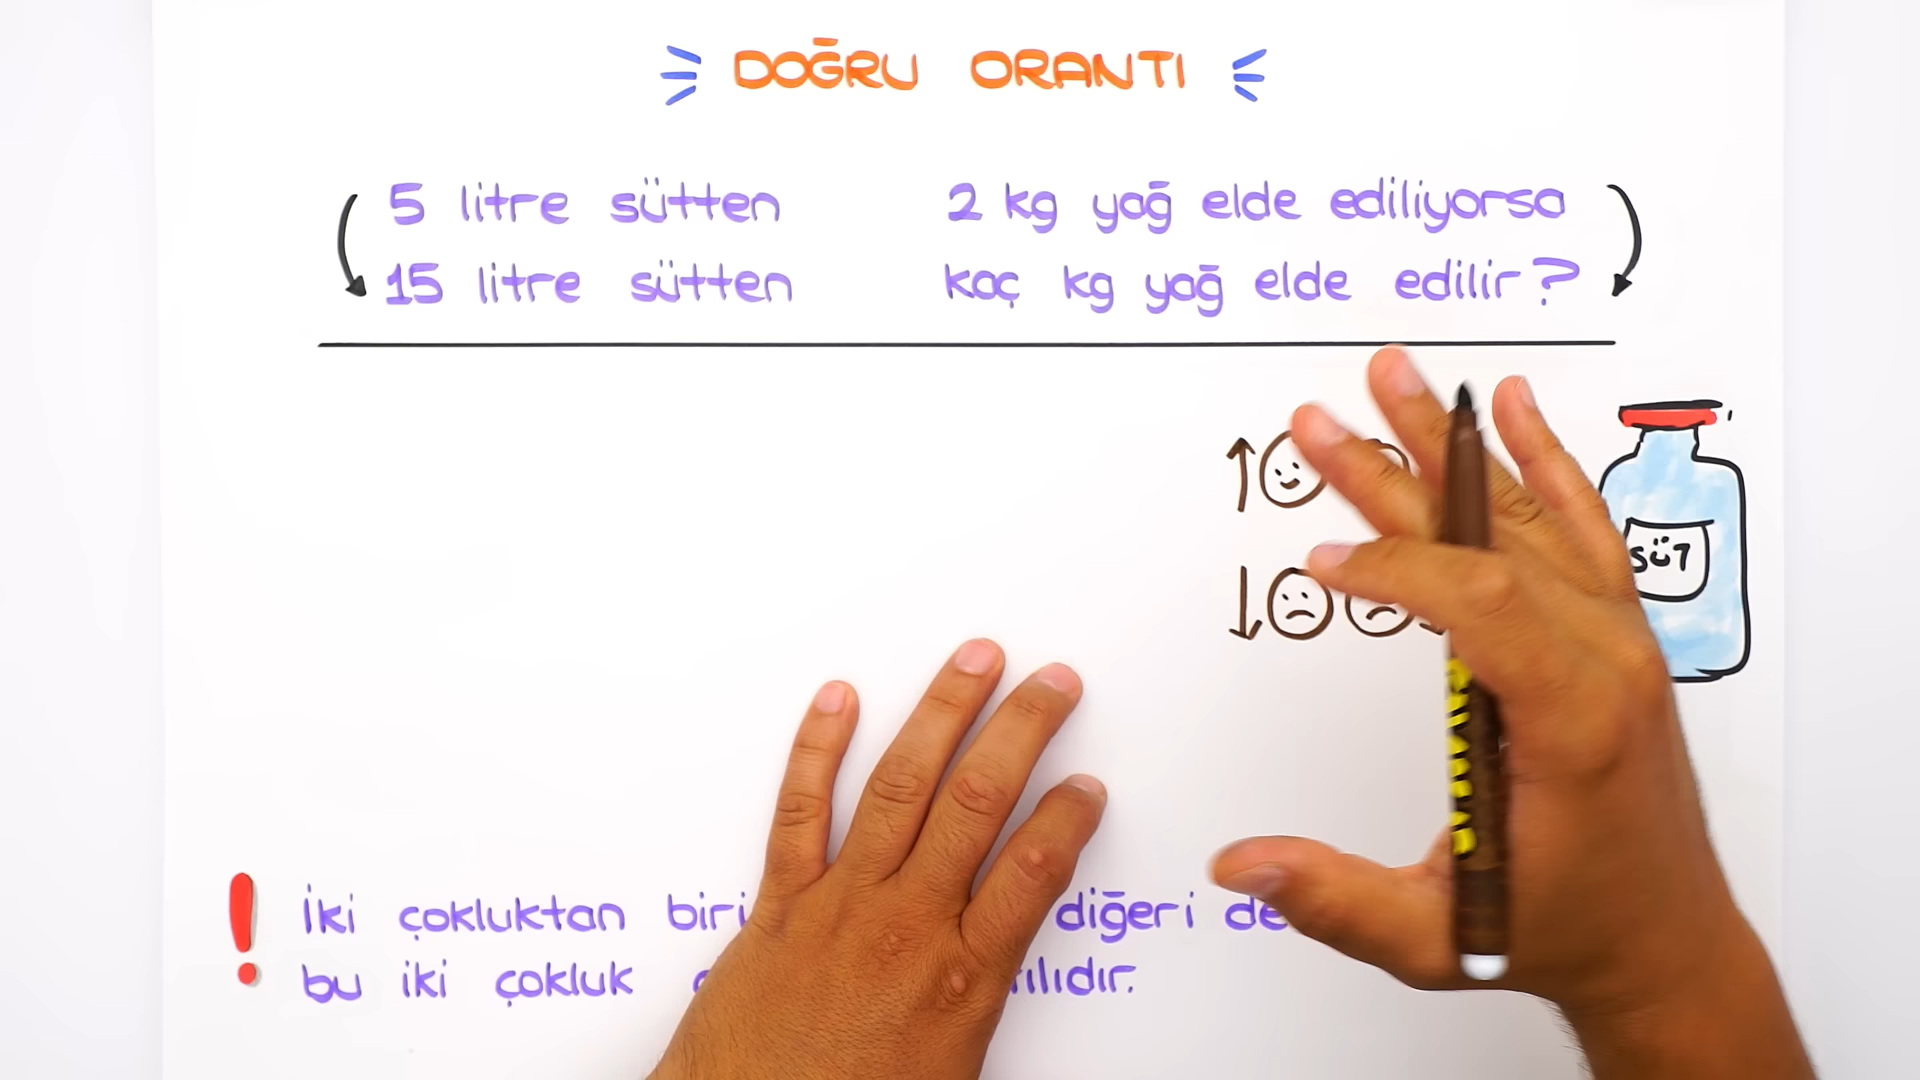 DOĞRU ORANTI
5 litre sütten 2 kg yağ elde ediliyorsa
15 litre sütten kaç kg yağ elde edilir?
SÜT
! İki çokluktan biri diğeri de
bu iki çokluk